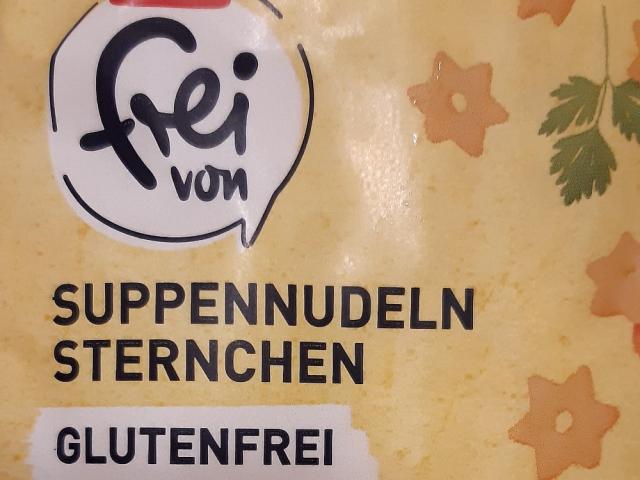 frei
von
SUPPENNUDELN
STERNCHEN
GLUTENFREI